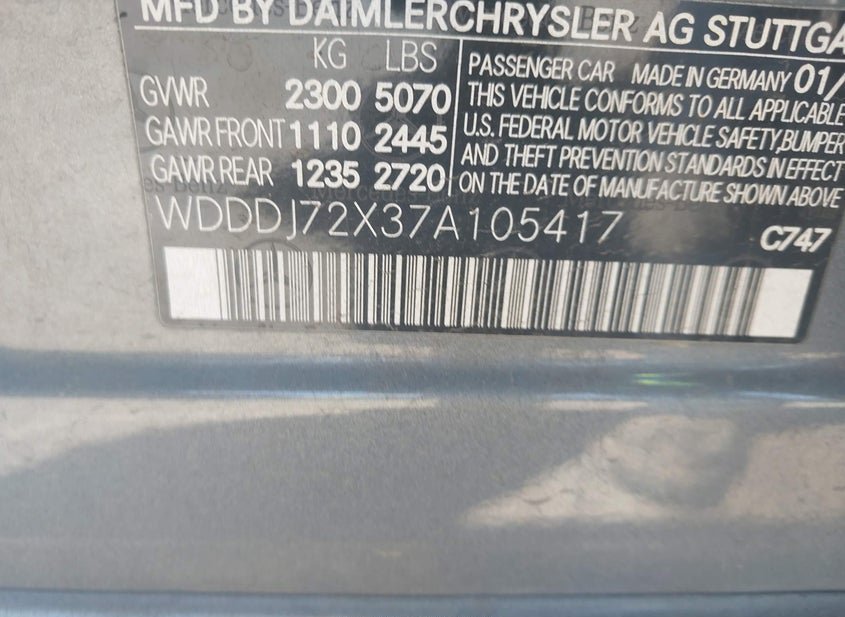 MFD BY DAIMLERCHRYSLER AG STUTTGA
KG LBS
GVWR 2300 5070
GAWR FRONT 1110 2445
GAWR REAR 1235 2720
PASSENGER CAR MADE IN GERMANY 01/
THIS VEHICLE CONFORMS TO ALL APPLICABLE
U.S. FEDERAL MOTOR VEHICLE SAFETY,BUMPER
AND THEFT PREVENTION STANDARDS IN EFFECT
ON THE DATE OF MANUFACTURE SHOWN ABOVE
WDDDJ72X37A105417
C747